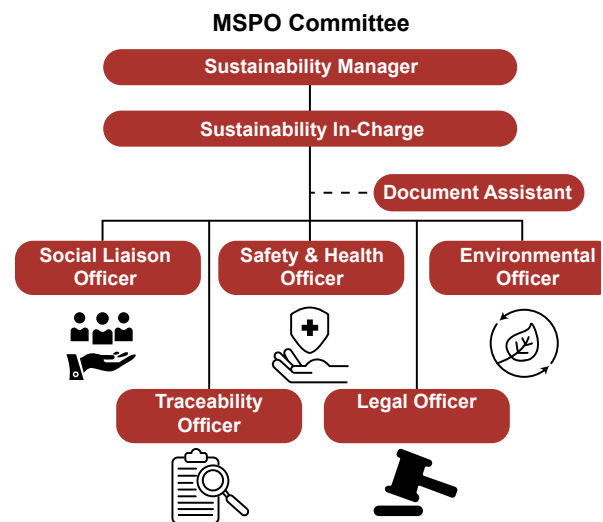 MSPO Committee
Sustainability Manager
Sustainability In-Charge
Document Assistant
Social Liaison
Officer
Safety & Health
Officer
Environmental
Officer
Traceability
Officer
Legal Officer